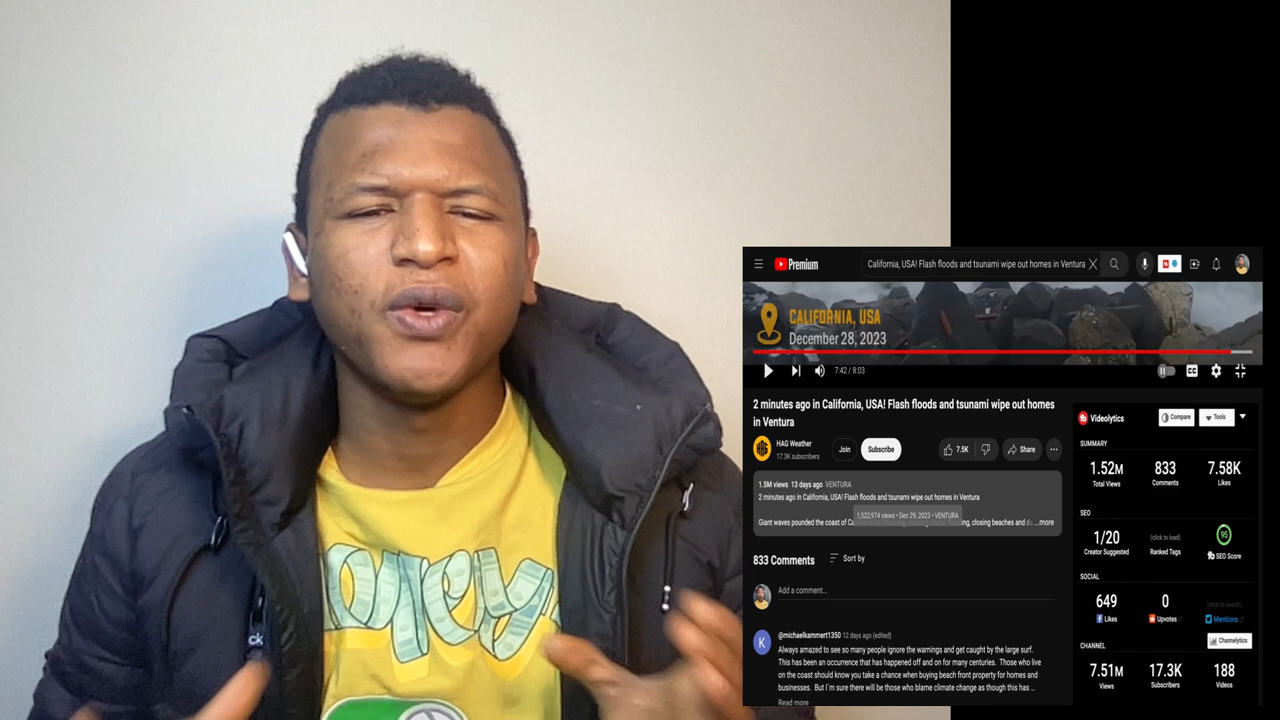 Premium
California, USA! Flash floods and tsunami wipe out homes in Ventura
CALIFORNIA, USA
December 28, 2023
7:42 / 8:03
CC
2 minutes ago in California, USA! Flash floods and tsunami wipe out homes
in Ventura
HAG Weather
17.3K subscribers
Join
Subscribe
7.5K
Share
1.5M views 13 days ago VENTURA
2 minutes ago in California, USA! Flash floods and tsunami wipe out homes in Ventura
1,522,974 views • Dec 29, 2023 • VENTURA
Giant waves pounded the coast of closing beaches and ...more
833 Comments
Sort by
Add a comment...
K
@michaelkammert1350 12 days ago (edited)
Always amazed to see so many people ignore the warnings and get caught by the large surf.
This has been an occurrence that has happened off and on for many centuries. Those who live
on the coast should know you take a chance when buying beach front property for homes and
businesses. But I'm sure there will be those who blame climate change as though this has ...
Read more
Videolytics
Compare
Tools
SUMMARY
1.52M
833
7.58K
Total Views
Comments
Likes
SEO
1/20
(click to load)
95
Creator Suggested
Ranked Tags
SEO Score
SOCIAL
649
0
(click to search)
Likes
Upvotes
Mentions
CHANNEL
Channelytics
7.51M
17.3K
188
Views
Subscribers
Videos
money
ck